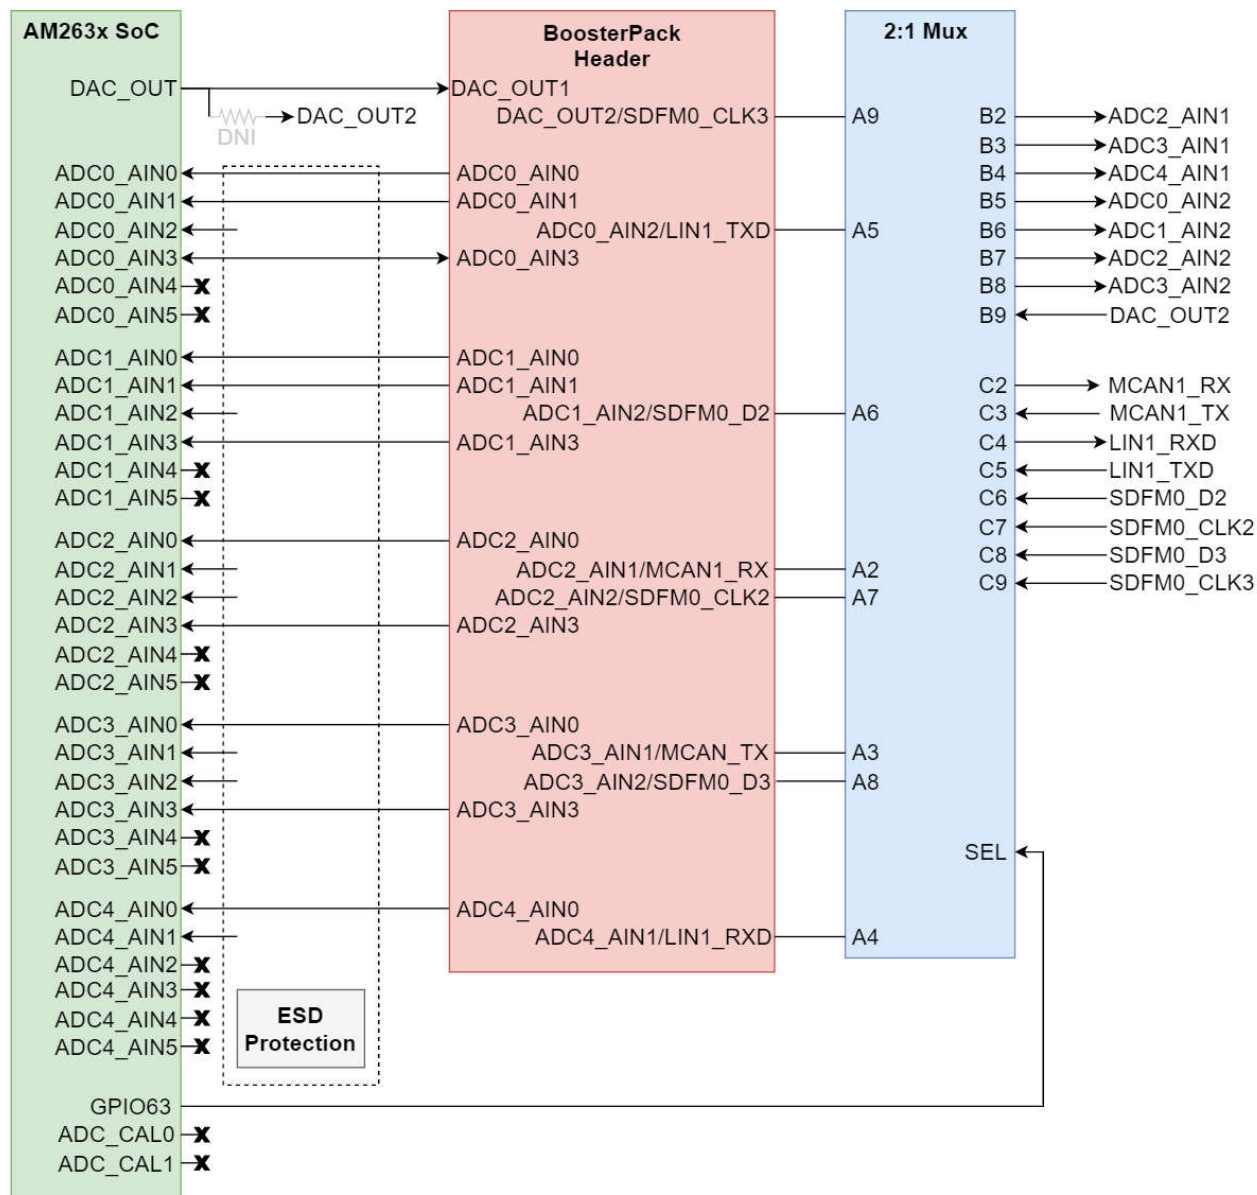 AM263x SoC
DAC_OUT
DNI
DAC_OUT2
ADC0_AIN0
ADC0_AIN1
ADC0_AIN2
ADC0_AIN3
ADC0_AIN4
ADC0_AIN5
ADC1_AIN0
ADC1_AIN1
ADC1_AIN2
ADC1_AIN3
ADC1_AIN4
ADC1_AIN5
ADC2_AIN0
ADC2_AIN1
ADC2_AIN2
ADC2_AIN3
ADC2_AIN4
ADC2_AIN5
ADC3_AIN0
ADC3_AIN1
ADC3_AIN2
ADC3_AIN3
ADC3_AIN4
ADC3_AIN5
ADC4_AIN0
ADC4_AIN1
ADC4_AIN2
ADC4_AIN3
ADC4_AIN4
ADC4_AIN5
GPIO63
ADC_CAL0
ADC_CAL1
ESD
Protection
BoosterPack
Header
DAC_OUT1
DAC_OUT2/SDFM0_CLK3
ADC0_AIN0
ADC0_AIN1
ADC0_AIN2/LIN1_TXD
ADC0_AIN3
ADC1_AIN0
ADC1_AIN1
ADC1_AIN2/SDFM0_D2
ADC1_AIN3
ADC2_AIN0
ADC2_AIN1/MCAN1_RX
ADC2_AIN2/SDFM0_CLK2
ADC2_AIN3
ADC3_AIN0
ADC3_AIN1/MCAN_TX
ADC3_AIN2/SDFM0_D3
ADC3_AIN3
ADC4_AIN0
ADC4_AIN1/LIN1_RXD
2:1 Mux
A9
A5
A6
A2
A7
A3
A8
A4
B2
B3
B4
B5
B6
B7
B8
B9
C2
C3
C4
C5
C6
C7
C8
C9
SEL
ADC2_AIN1
ADC3_AIN1
ADC4_AIN1
ADC0_AIN2
ADC1_AIN2
ADC2_AIN2
ADC3_AIN2
DAC_OUT2
MCAN1_RX
MCAN1_TX
LIN1_RXD
LIN1_TXD
SDFM0_D2
SDFM0_CLK2
SDFM0_D3
SDFM0_CLK3